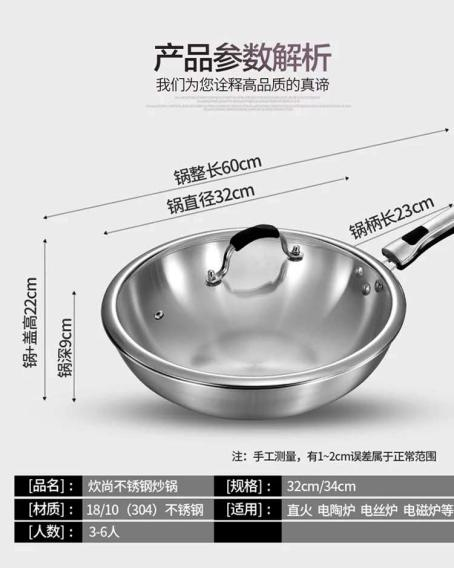 产品参数解析
我们为您诠释高品质的真谛
锅整长60cm
锅直径32cm
锅柄长23cm
锅+盖高22cm
锅深9cm
注：手工测量，有1~2cm误差属于正常范围
[品名]： 炊尚不锈钢炒锅 [规格]： 32cm/34cm
[材质]： 18/10（304）不锈钢 [适用]： 直火 电陶炉 电丝炉 电磁炉等
[人数]： 3-6人